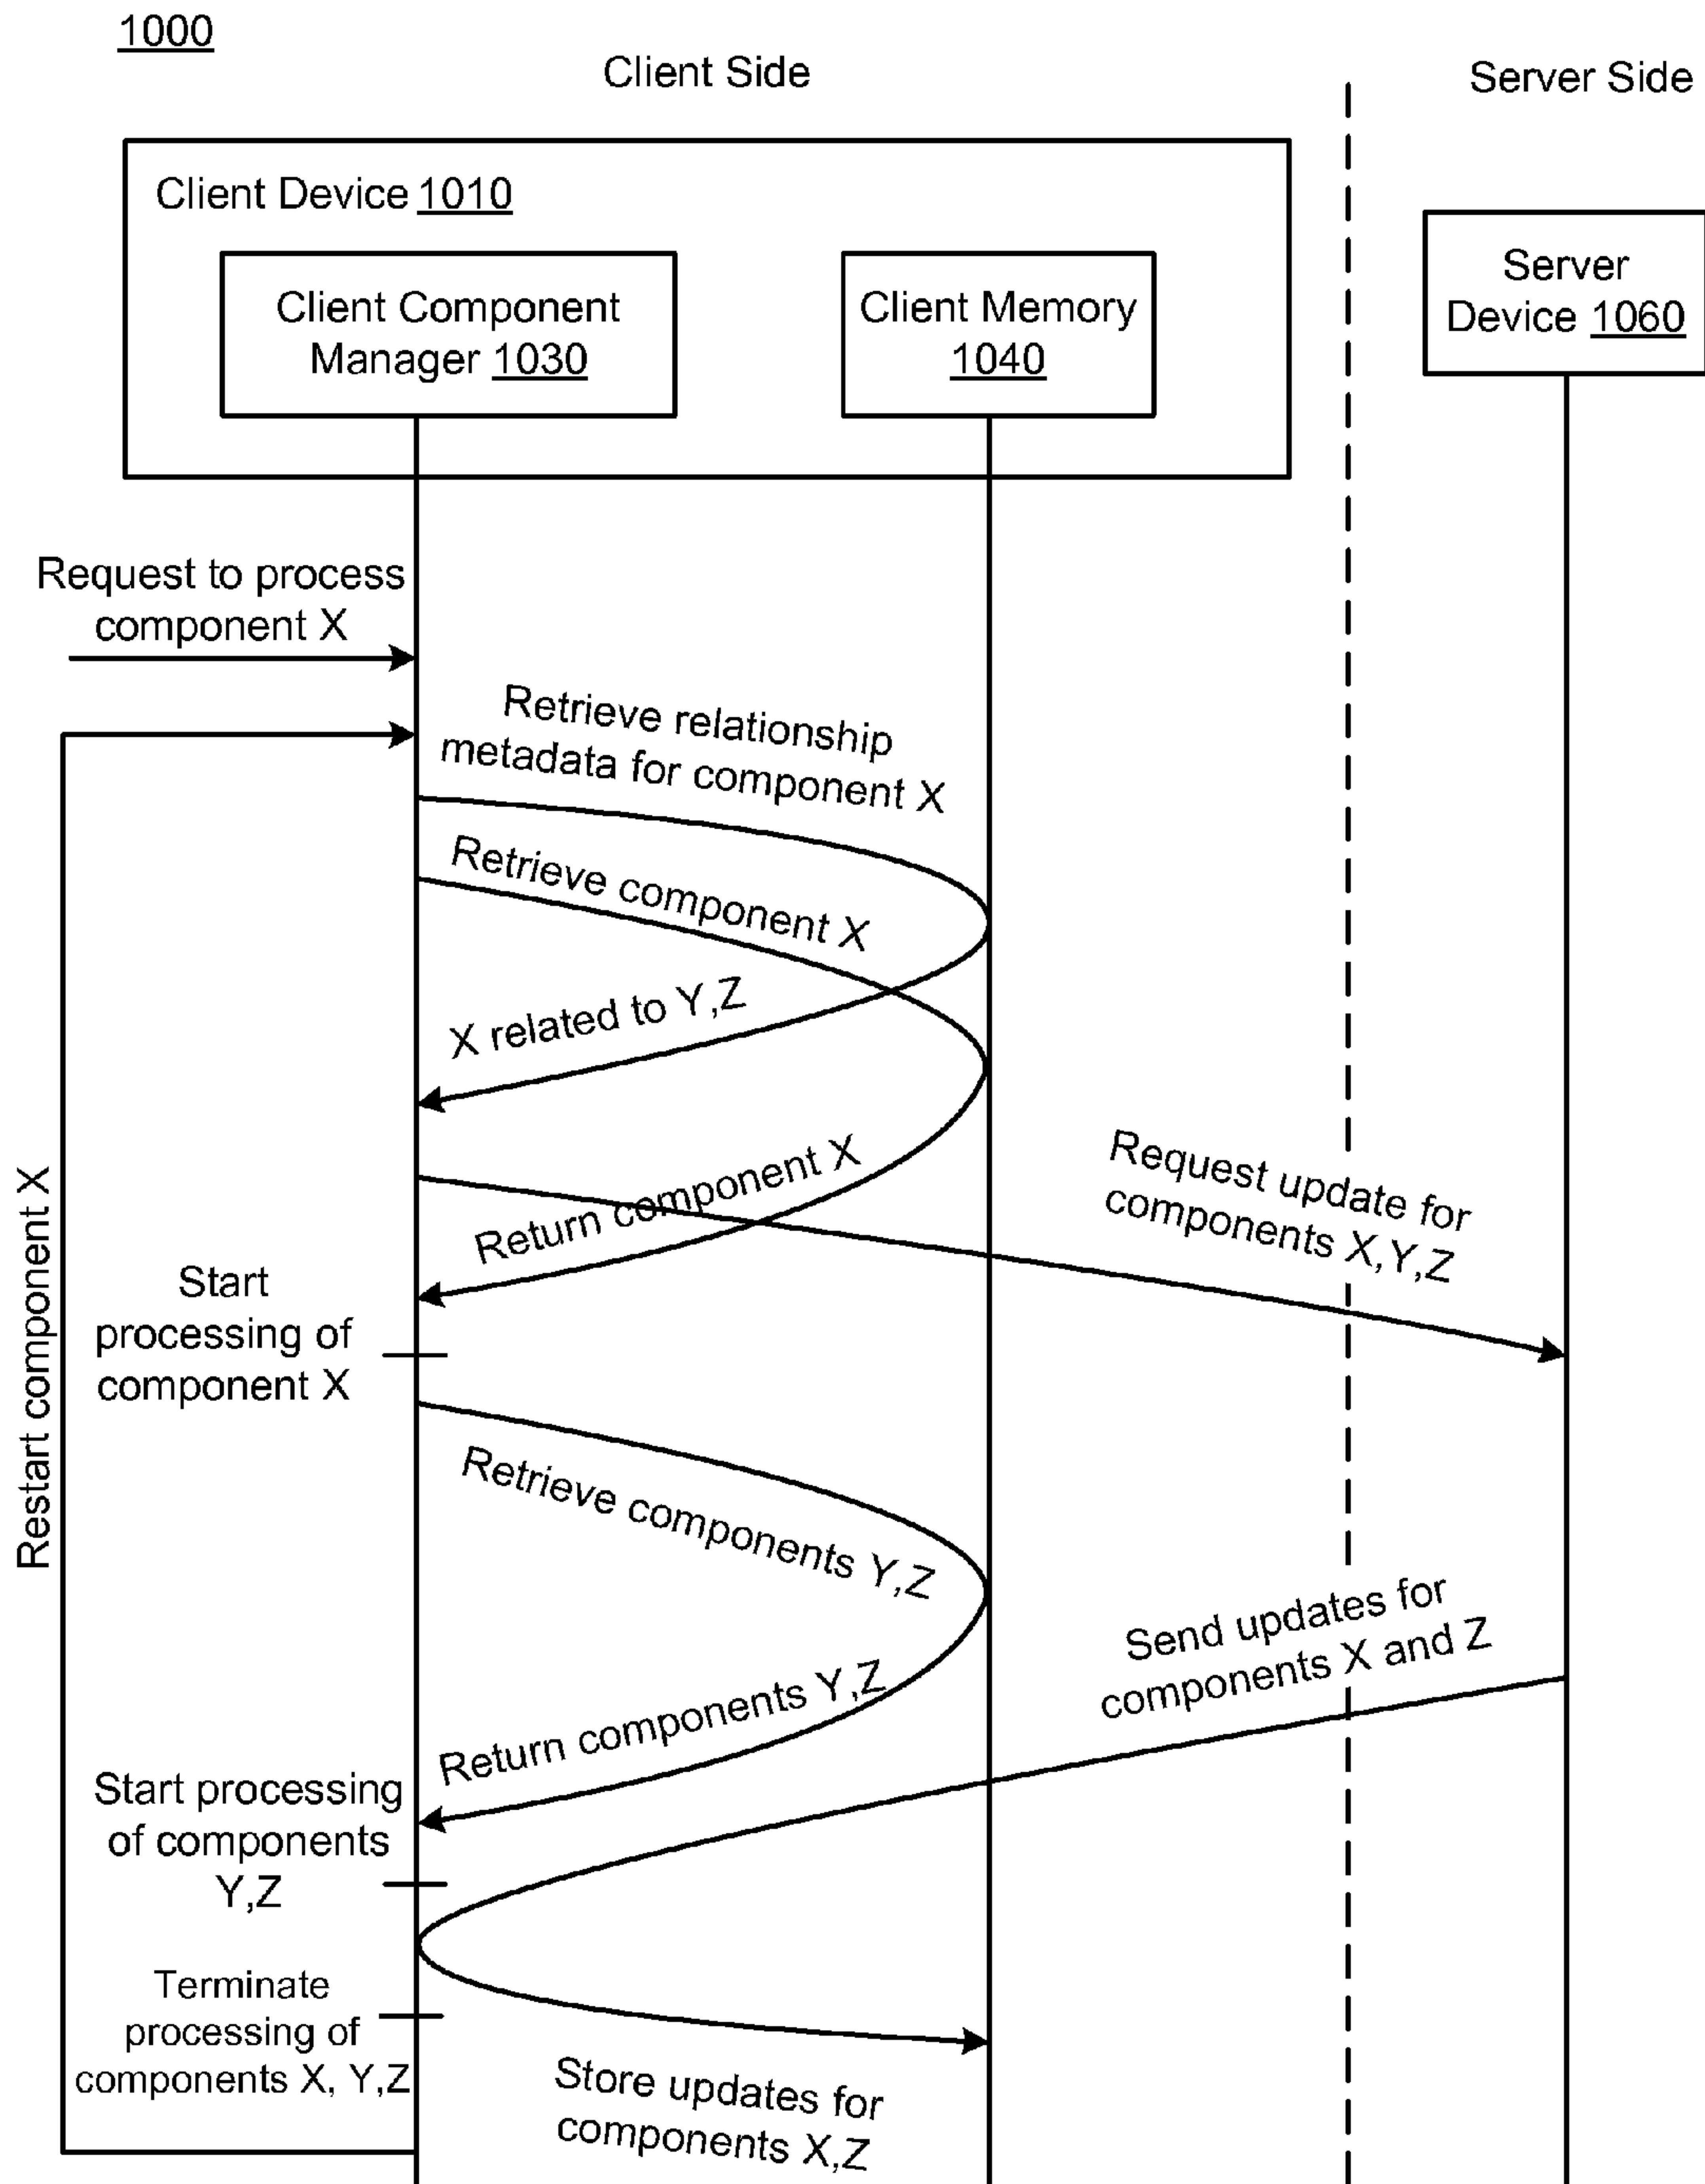 1000
Client Side
Server Side
Client Device 1010
Client Component
Manager 1030
Client Memory
1040
Server
Device 1060
Request to process
component X
Retrieve relationship
metadata for component X
Retrieve component X
X related to Y,Z
Return component X
Request update for
components X,Y,Z
Restart component X
Start
processing of
component X
Retrieve components Y,Z
Send updates for
components X and Z
Return components Y,Z
Start processing
of components
Y,Z
Terminate
processing of
components X, Y,Z
Store updates for
components X,Z